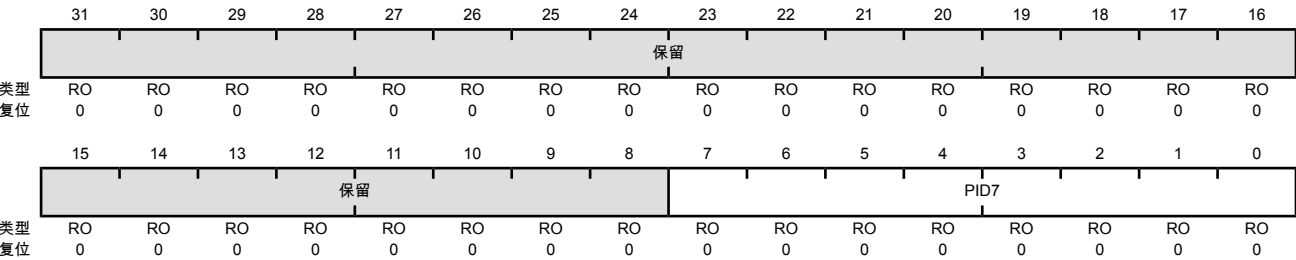 31 30 29 28 27 26 25 24 23 22 21 20 19 18 17 16
保留
类型 RO RO RO RO RO RO RO RO RO RO RO RO RO RO RO RO
复位 0 0 0 0 0 0 0 0 0 0 0 0 0 0 0 0
15 14 13 12 11 10 9 8 7 6 5 4 3 2 1 0
保留 PID7
类型 RO RO RO RO RO RO RO RO RO RO RO RO RO RO RO RO
复位 0 0 0 0 0 0 0 0 0 0 0 0 0 0 0 0